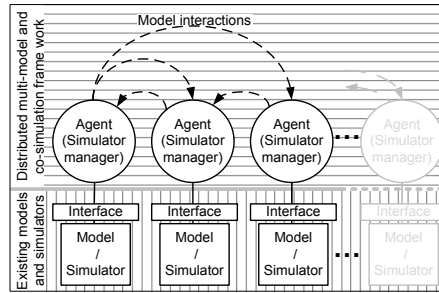 Model interactions
Distributed multi-model and
co-simulation frame work
Agent
(Simulator
manager)
Agent
(Simulator
manager)
Agent
(Simulator
manager)
Agent
(Simulator
manager)
Existing models
and simulators
Interface
Interface
Interface
Interface
Model
/
Simulator
Model
/
Simulator
Model
/
Simulator
Model
/
Simulator